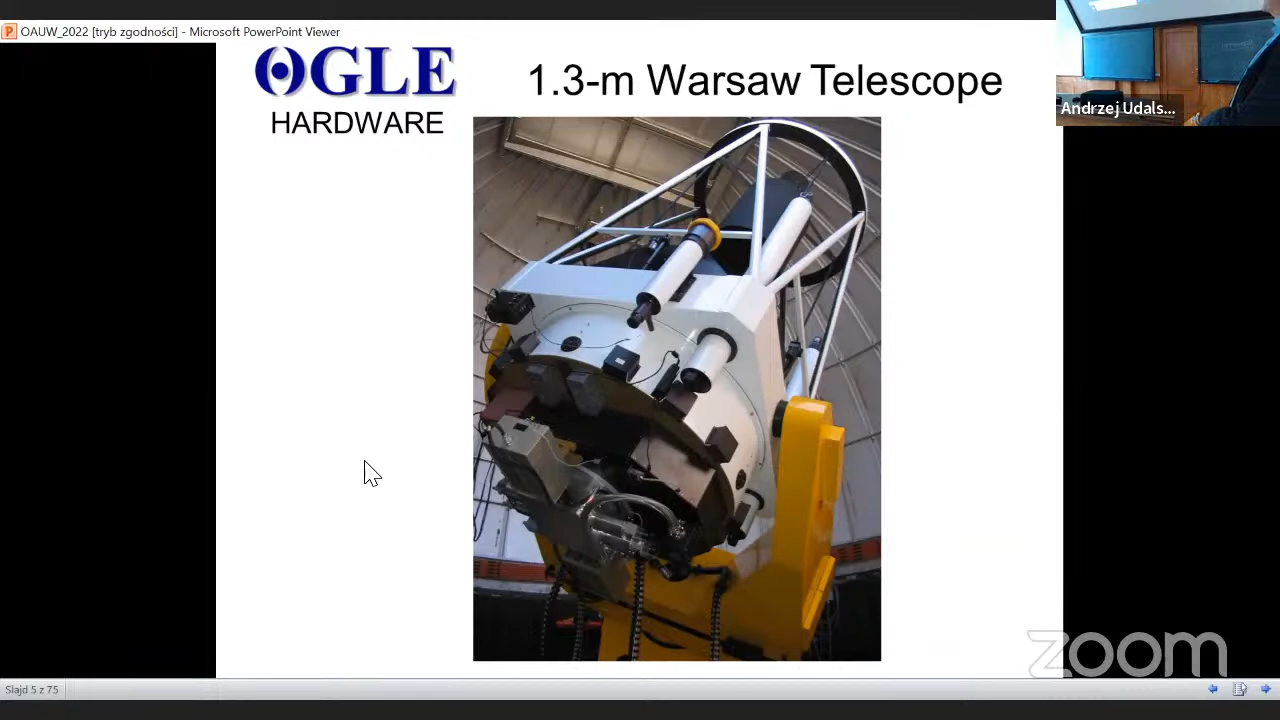 OAUW_2022 [tryb zgodności] - Microsoft PowerPoint Viewer
OGLE
HARDWARE
1.3-m Warsaw Telescope
Andrzej Udals...
zoom
Slajd 5 z 75